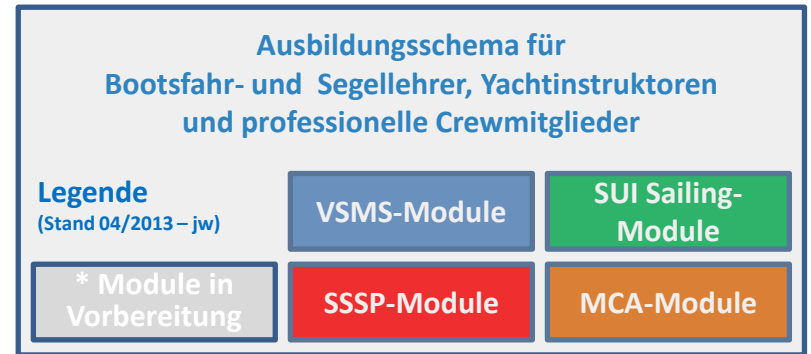 Ausbildungsschema für
Bootsfahr- und Segellehrer, Yachtinstruktoren
und professionelle Crewmitglieder
Legende
(Stand 04/2013 – jw)
VSMS-Module
SUI Sailing-
Module
* Module in
Vorbereitung
SSSP-Module
MCA-Module